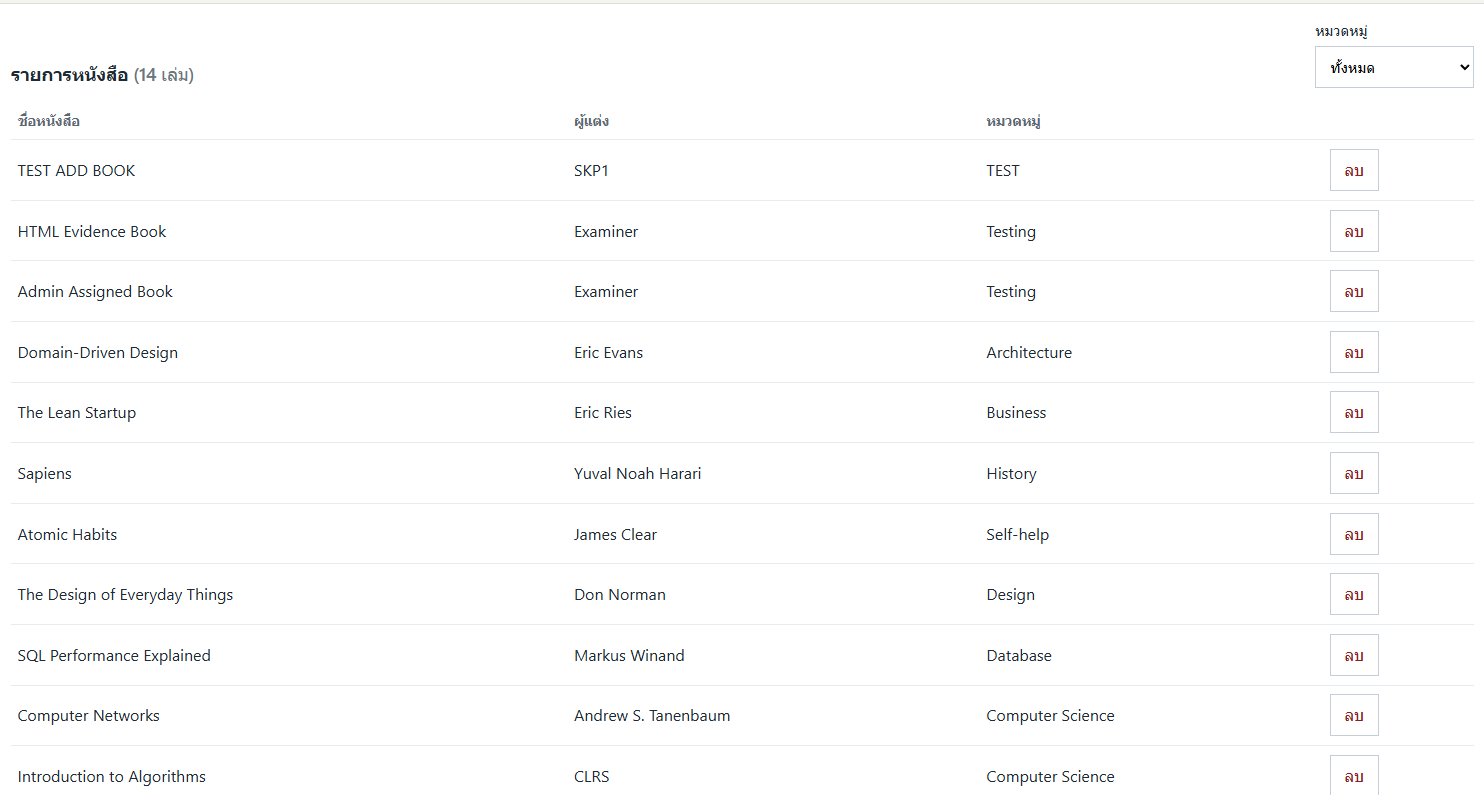 หมวดหมู่
ทั้งหมด
รายการหนังสือ (14 เล่ม)
ชื่อหนังสือ ผู้แต่ง หมวดหมู่
TEST ADD BOOK SKP1 TEST ลบ
HTML Evidence Book Examiner Testing ลบ
Admin Assigned Book Examiner Testing ลบ
Domain-Driven Design Eric Evans Architecture ลบ
The Lean Startup Eric Ries Business ลบ
Sapiens Yuval Noah Harari History ลบ
Atomic Habits James Clear Self-help ลบ
The Design of Everyday Things Don Norman Design ลบ
SQL Performance Explained Markus Winand Database ลบ
Computer Networks Andrew S. Tanenbaum Computer Science ลบ
Introduction to Algorithms CLRS Computer Science ลบ